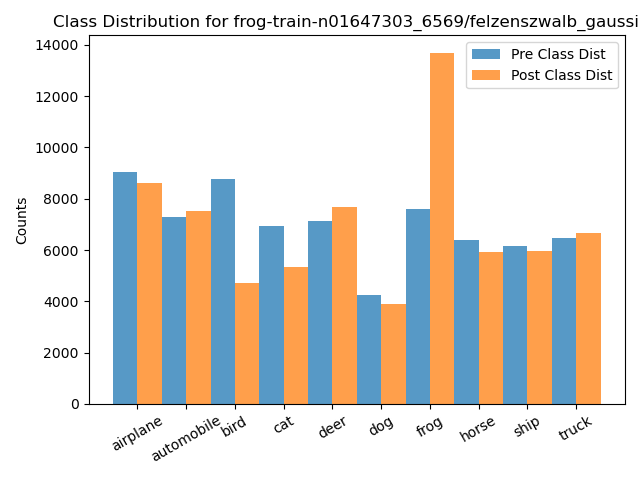 Class Distribution for frog-train-n01647303_6569/felzenszwalb_gaussi
Pre Class Dist
Post Class Dist
Counts
14000
12000
10000
8000
6000
4000
2000
0
airplane
automobile
bird
cat
deer
dog
frog
horse
ship
truck